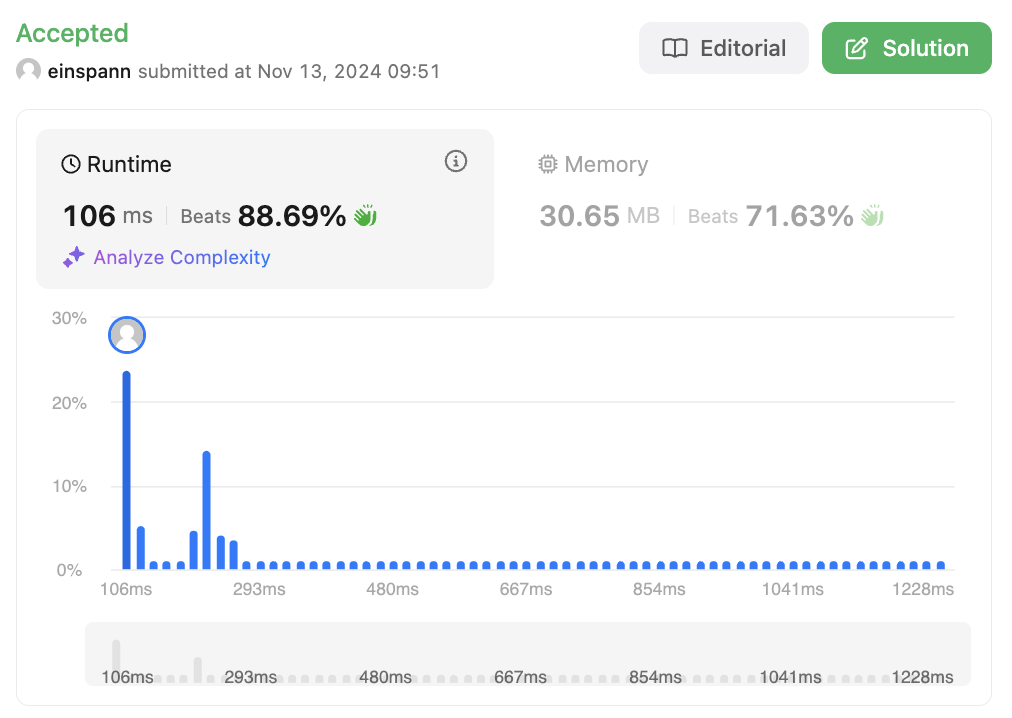 Accepted
einspann submitted at Nov 13, 2024 09:51
Editorial
Solution
Runtime
106 ms Beats 88.69%
Analyze Complexity
Memory
30.65 MB Beats 71.63%
30%
20%
10%
0%
106ms 293ms 480ms 667ms 854ms 1041ms 1228ms
106ms 293ms 480ms 667ms 854ms 1041ms 1228ms